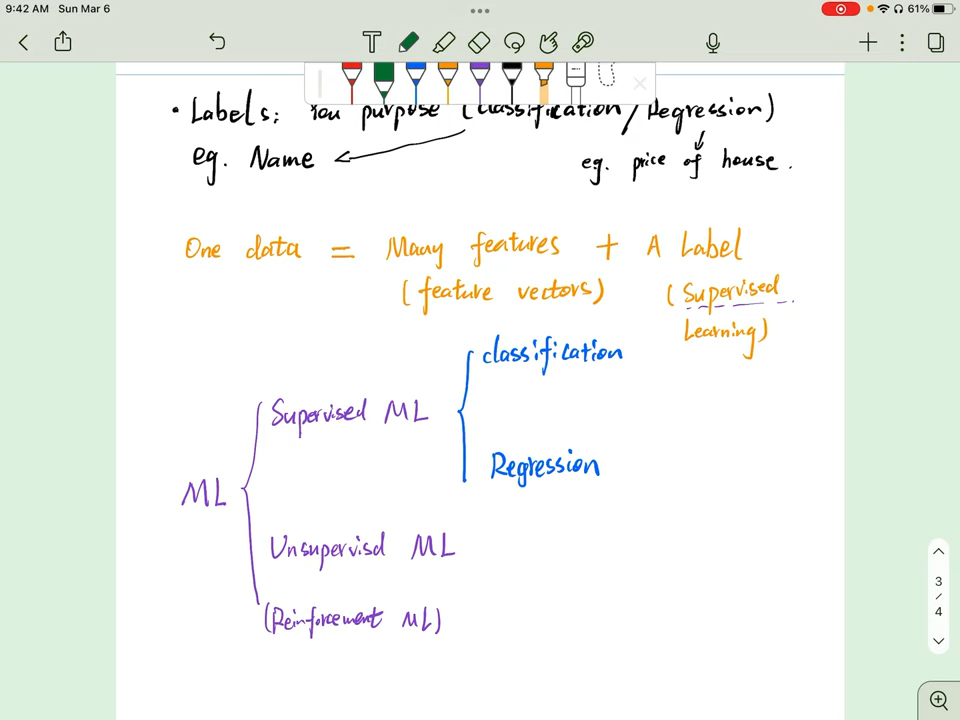 9:42 AM Sun Mar 6
61%
• Labels: You purpose (Classification/Regression)
eg. Name
eg. price of house.
One data = Many features + A Label
(feature vectors)
(Supervised Learning)
classification
Supervised ML
Regression
ML
Unsupervisd ML
(Reinforcement ML)
3
/
4